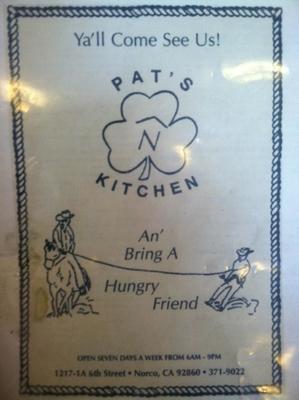 Ya'll Come See Us!
PAT'S
N
KITCHEN
An'
Bring A
Hungry
Friend
OPEN SEVEN DAYS A WEEK FROM 6AM - 9PM
1217-1A 6th Street • Norco, CA 92860 • 371-9022